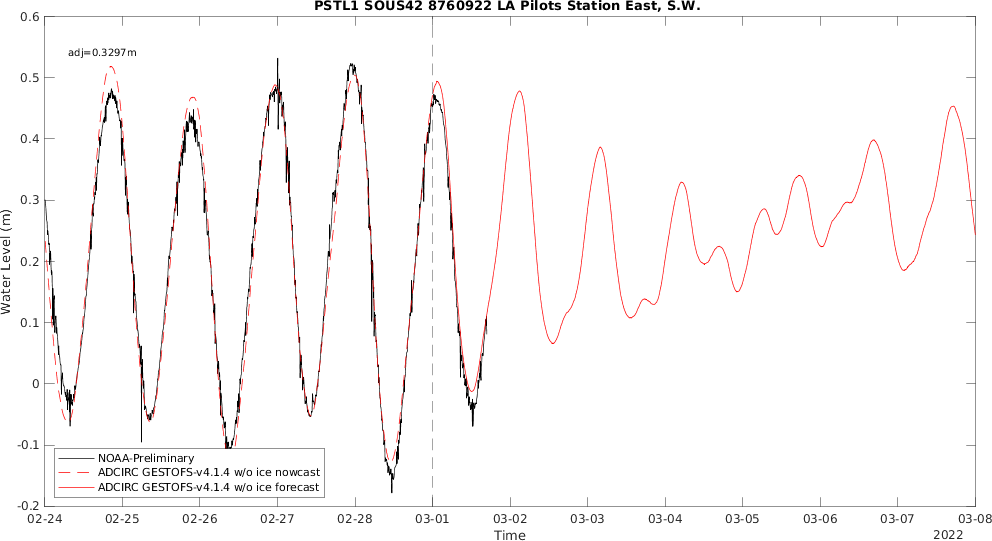 PSTL1 SOUS42 8760922 LA Pilots Station East, S.W.
adj=0.3297m
Water Level (m)
0.6
0.5
0.4
0.3
0.2
0.1
0
-0.1
-0.2
NOAA-Preliminary
ADCIRC GESTOFS-v4.1.4 w/o ice nowcast
ADCIRC GESTOFS-v4.1.4 w/o ice forecast
02-24 02-25 02-26 02-27 02-28 03-01 03-02 03-03 03-04 03-05 03-06 03-07 03-08
Time
2022